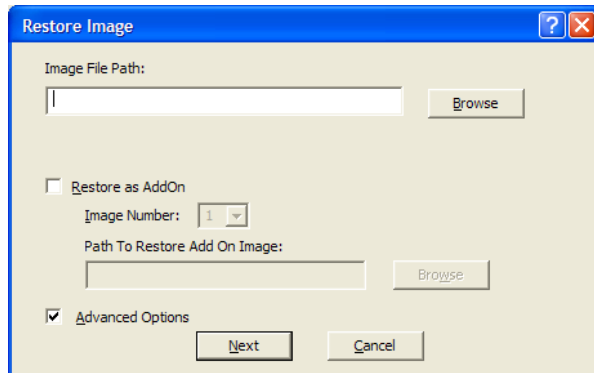 Restore Image
Image File Path:
Browse
Restore as AddOn
Image Number: 1
Path To Restore Add On Image:
Browse
Advanced Options
Next Cancel